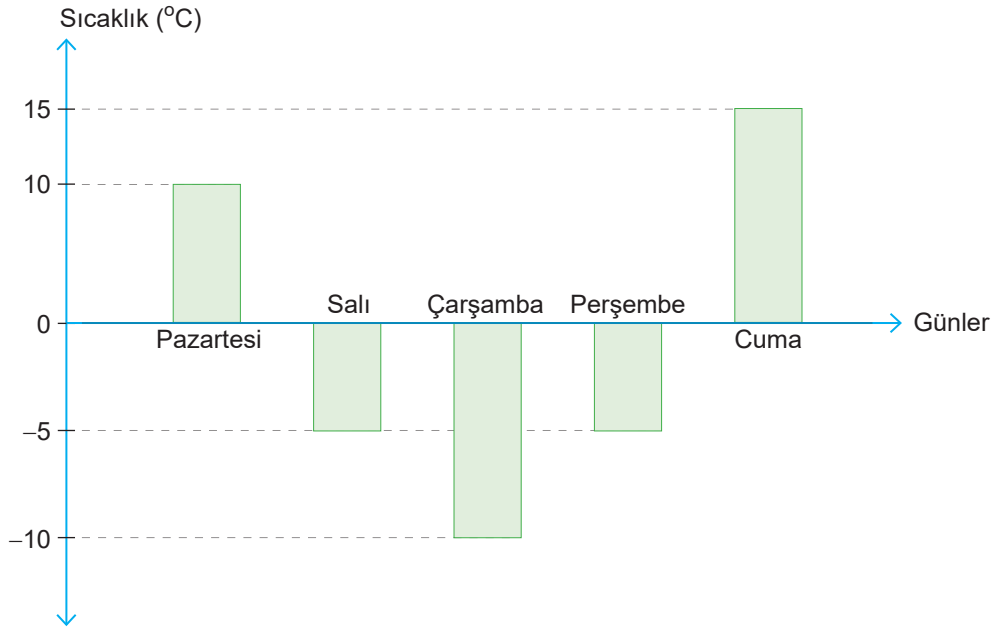 Sıcaklık (°C)
15
10
Salı Çarşamba Perşembe
0
Günler
Pazartesi Cuma
–5
–10